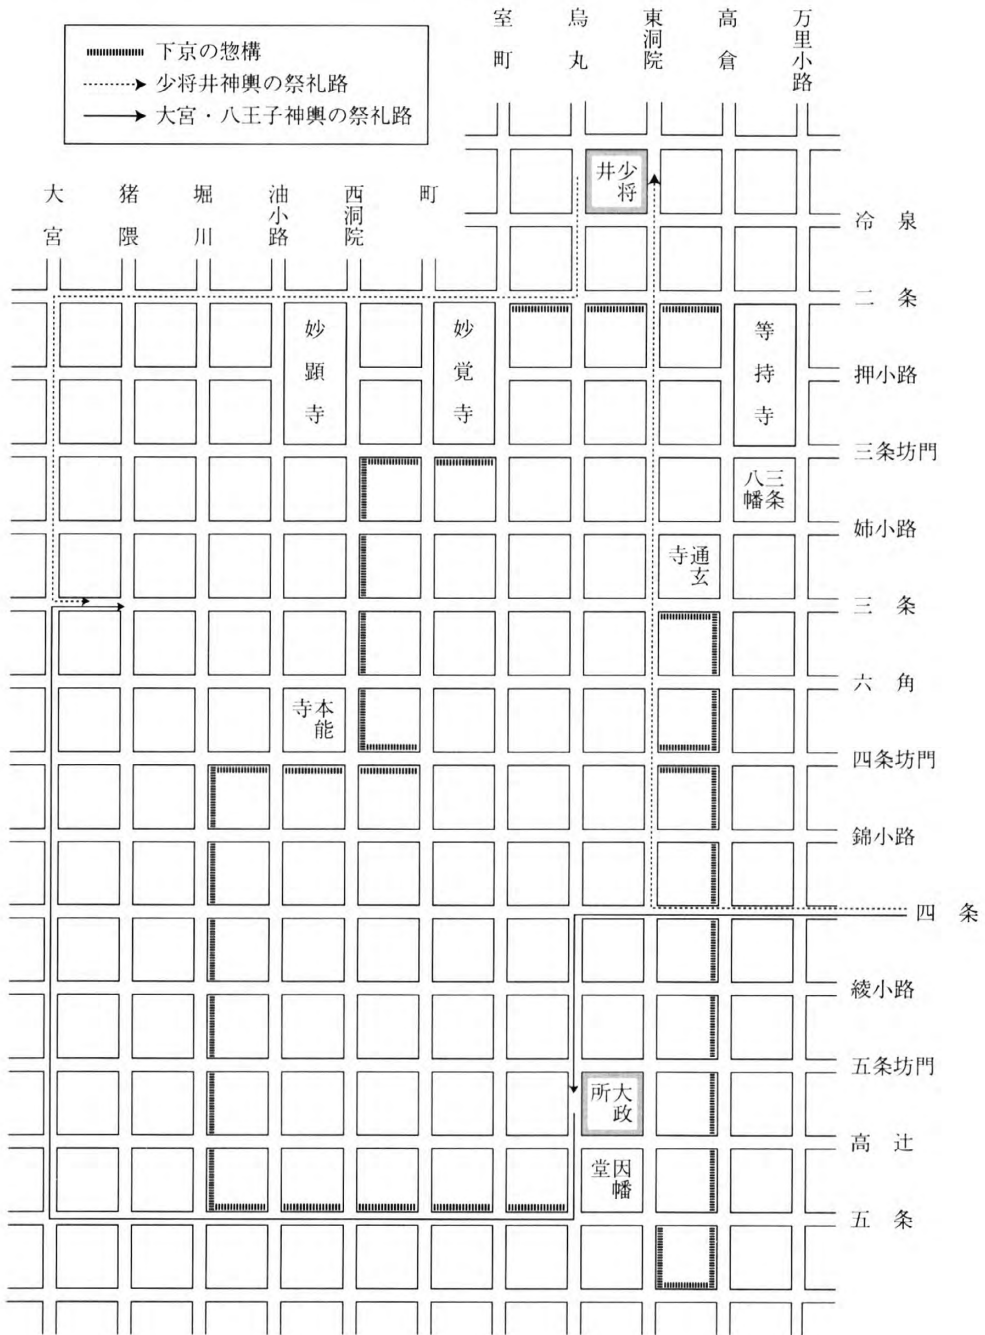 下京の惣構
少将井神輿の祭礼路
大宮・八王子神輿の祭礼路
室町
烏丸
東洞院
高倉
万里小路
大宮
猪隈
堀川
油小路
西洞院
町
少将井
冷泉
二条
押小路
三条坊門
姉小路
三条
六角
四条坊門
錦小路
四条
綾小路
五条坊門
高辻
五条
妙顕寺
妙覚寺
等持寺
三条八幡
通玄寺
本能寺
大政所
因幡堂